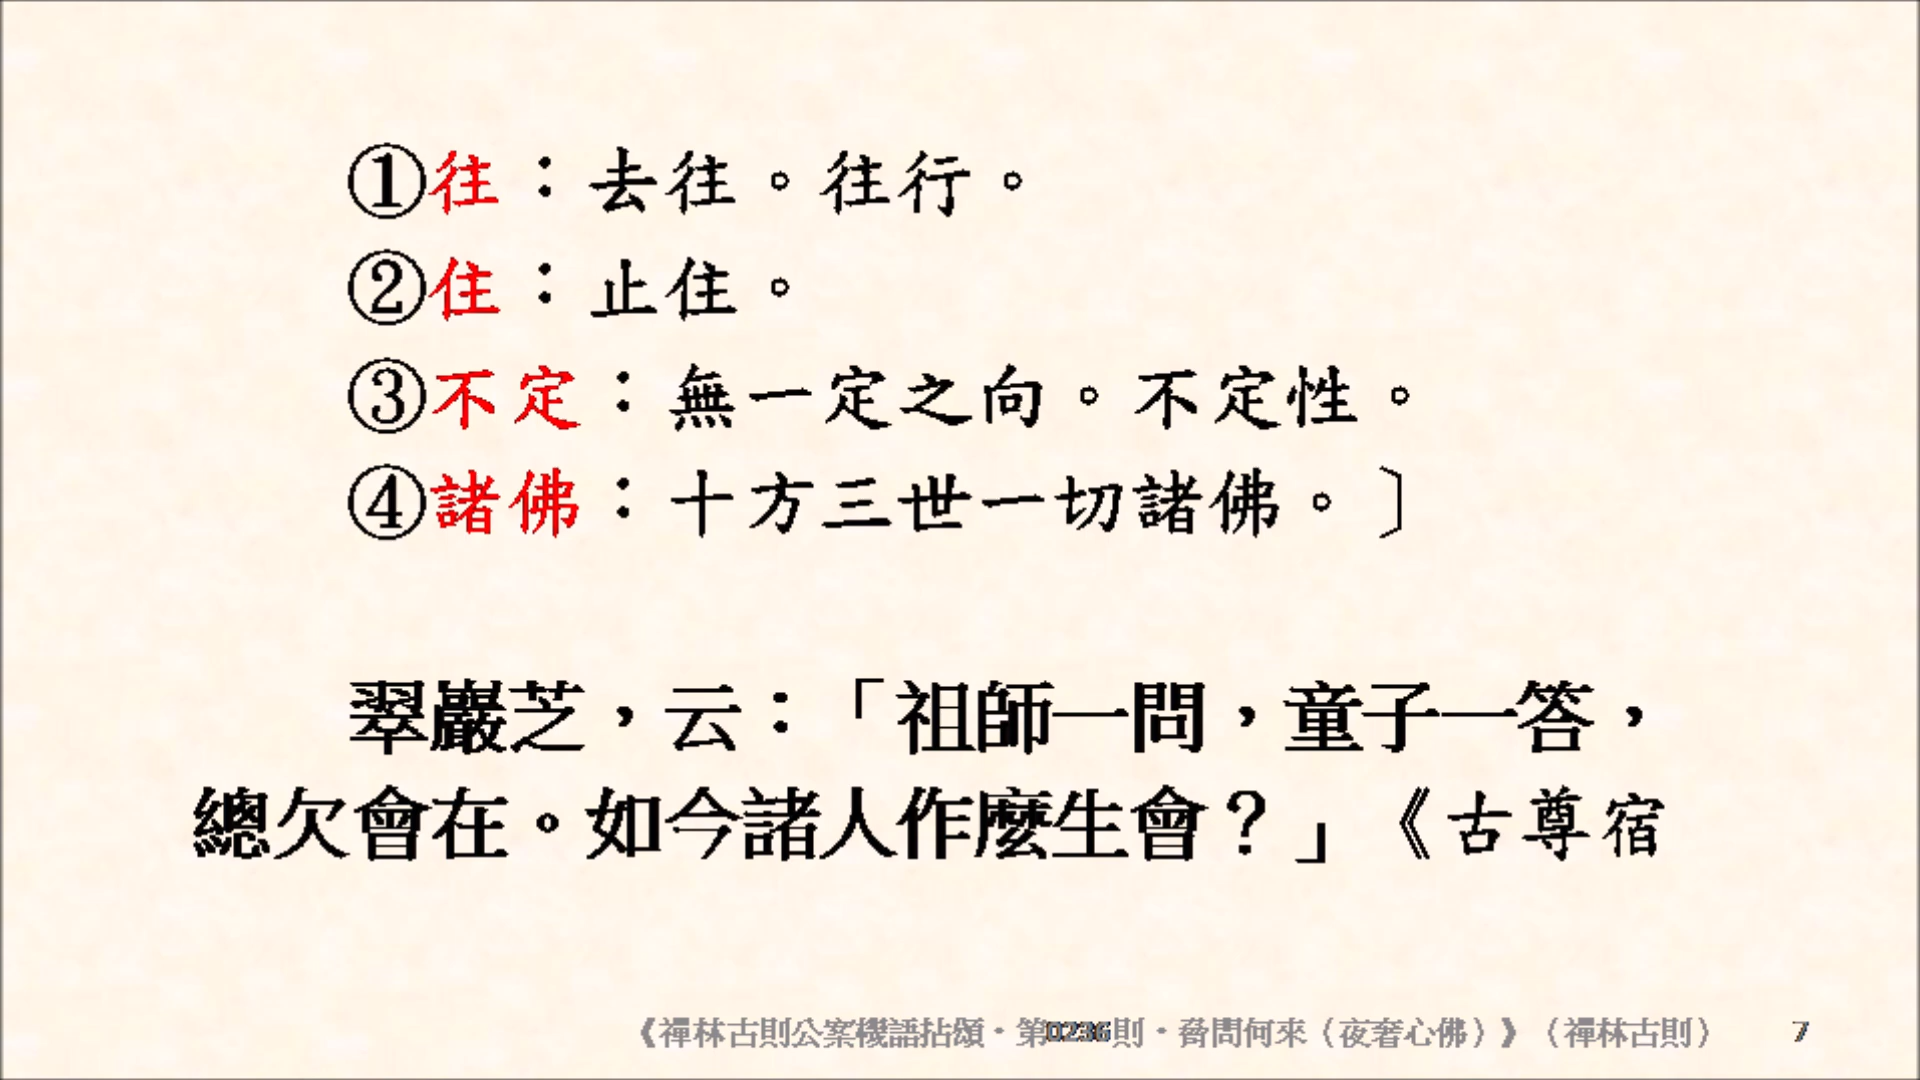 ①往：去往。往行。
②住：止住。
③不定：無一定之向。不定性。
④諸佛：十方三世一切諸佛。〕
翠巖芝，云：「祖師一問，童子一答，
總欠會在。如今諸人作麼生會？」《古尊宿
《禪林古則公案機語拈頌‧第0236則‧蒭問何來（夜奢心佛）》（禪林古則） 7